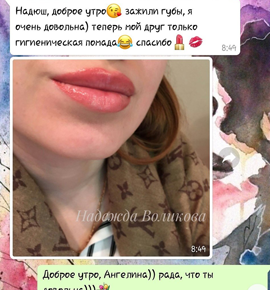 Надюш, доброе утро😘 зажили губы, я
очень довольна) теперь мой друг только
гигиеническая помада😂 спасибо 💄 💋
8:49
Надежда Воликова
8:49
Доброе утро, Ангелина)) рада, что ты